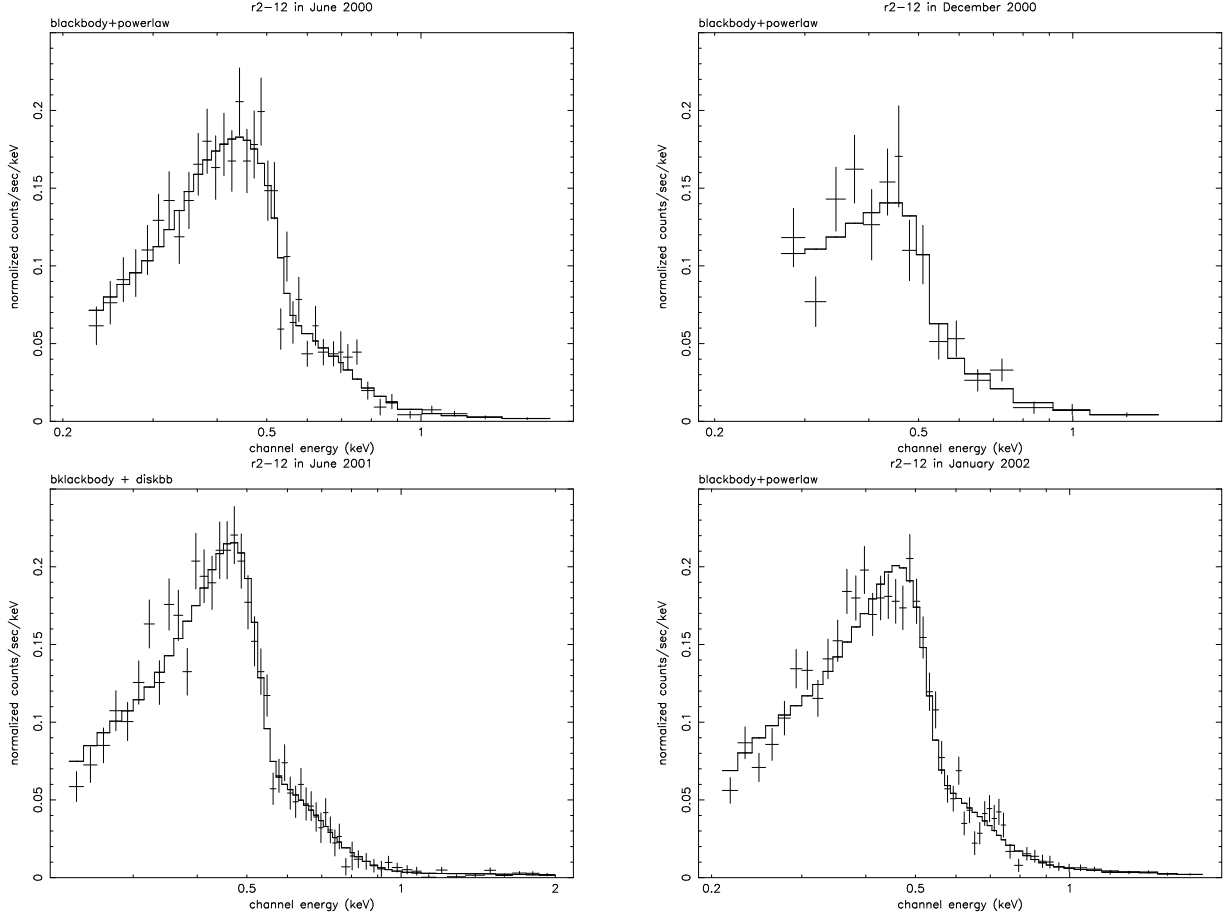 r2-12 in June 2000
blackbody+powerlaw
normalized counts/sec/keV
0 0.05 0.1 0.15 0.2
0.2 0.5 1
channel energy (keV)
r2-12 in December 2000
blackbody+powerlaw
normalized counts/sec/keV
0 0.05 0.1 0.15 0.2
0.2 0.5 1
channel energy (keV)
r2-12 in June 2001
bklackbody + diskbb
normalized counts/sec/keV
0 0.05 0.1 0.15 0.2
0.5 1 2
channel energy (keV)
r2-12 in January 2002
blackbody+powerlaw
normalized counts/sec/keV
0 0.05 0.1 0.15 0.2
0.2 0.5 1
channel energy (keV)